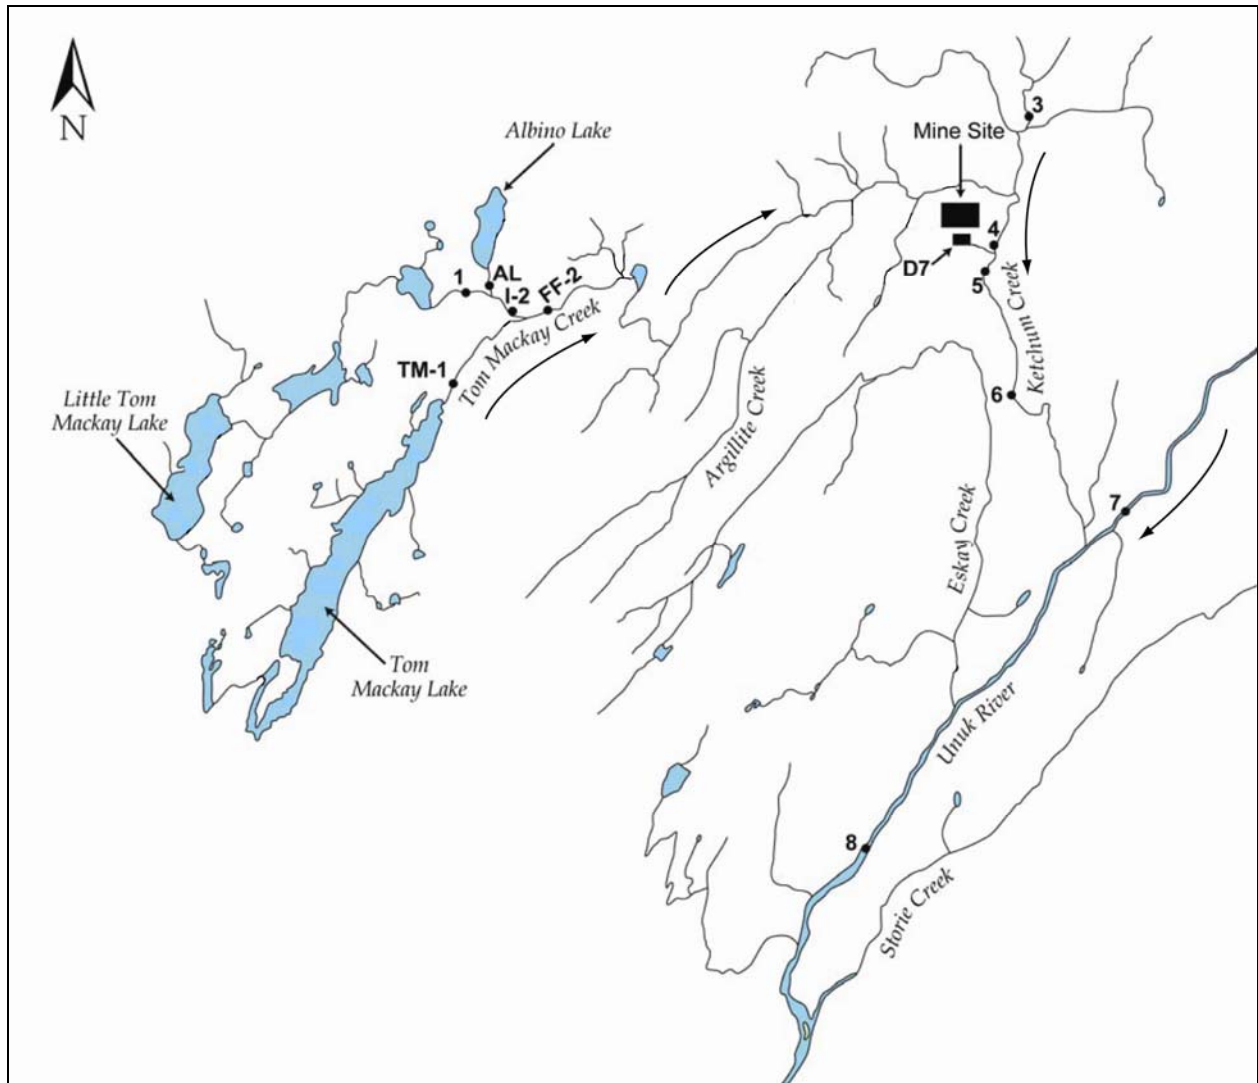 N
Albino Lake
Mine Site
3
4
D7
5
Ketchum Creek
6
1
AL
I-2
FF-2
Tom Mackay Creek
TM-1
Little Tom
Mackay Lake
Argillite Creek
Eskay Creek
7
Tom
Mackay Lake
Unuk River
8
Storie Creek